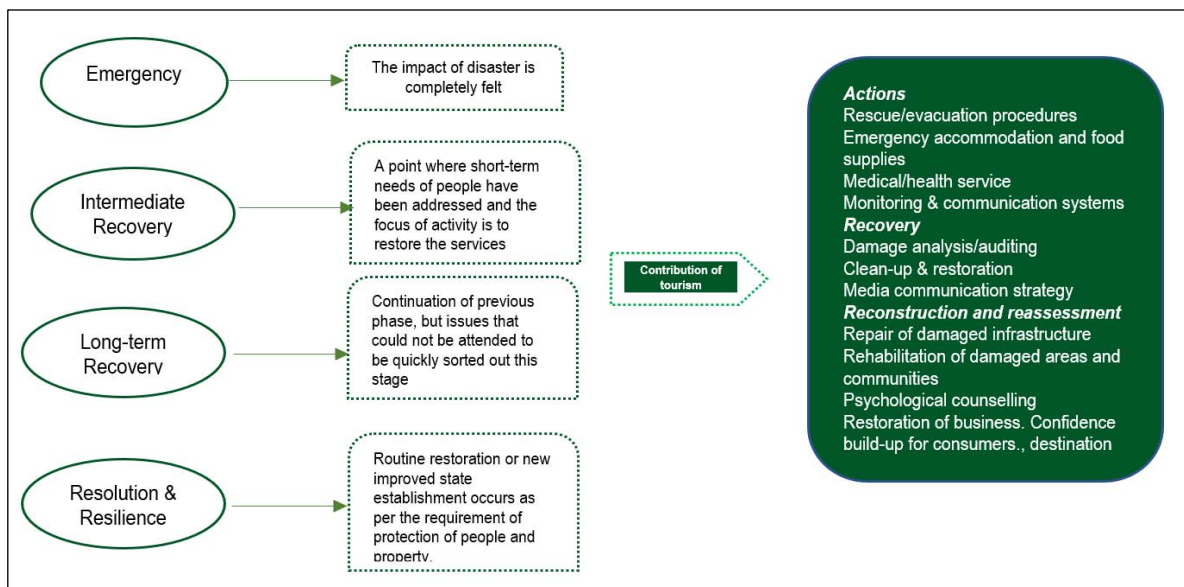 Emergency
The impact of disaster is
completely felt
Intermediate
Recovery
A point where short-term
needs of people have
been addressed and the
focus of activity is to
restore the services
Long-term
Recovery
Continuation of previous
phase, but issues that
could not be attended to
be quickly sorted out this
stage
Resolution &
Resilience
Routine restoration or new
improved state
establishment occurs as
per the requirement of
protection of people and
property.
Contribution of
tourism
Actions
Rescue/evacuation procedures
Emergency accommodation and food
supplies
Medical/health service
Monitoring & communication systems
Recovery
Damage analysis/auditing
Clean-up & restoration
Media communication strategy
Reconstruction and reassessment
Repair of damaged infrastructure
Rehabilitation of damaged areas and
communities
Psychological counselling
Restoration of business. Confidence
build-up for consumers., destination